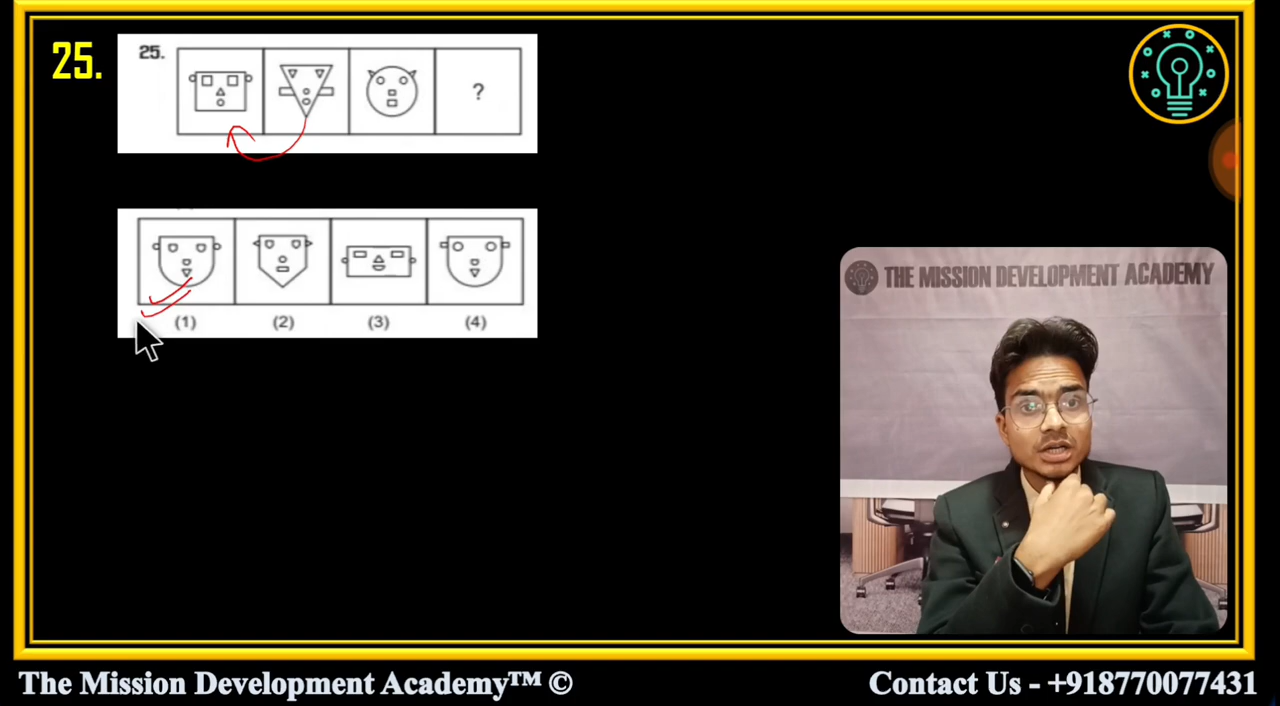 25.
25.
?
(1) (2) (3) (4)
THE MISSION DEVELOPMENT ACADEMY
The Mission Development Academy™ ©
Contact Us - +918770077431